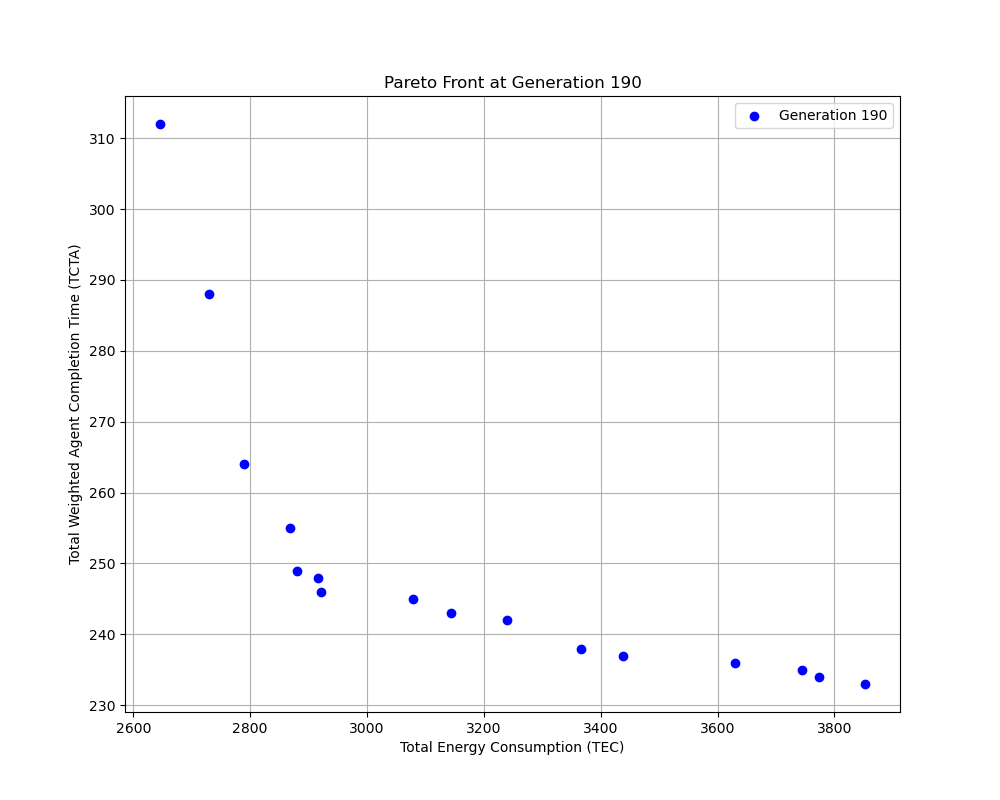 Pareto Front at Generation 190
Generation 190
Total Weighted Agent Completion Time (TCTA)
310
300
290
280
270
260
250
240
230
2600 2800 3000 3200 3400 3600 3800
Total Energy Consumption (TEC)